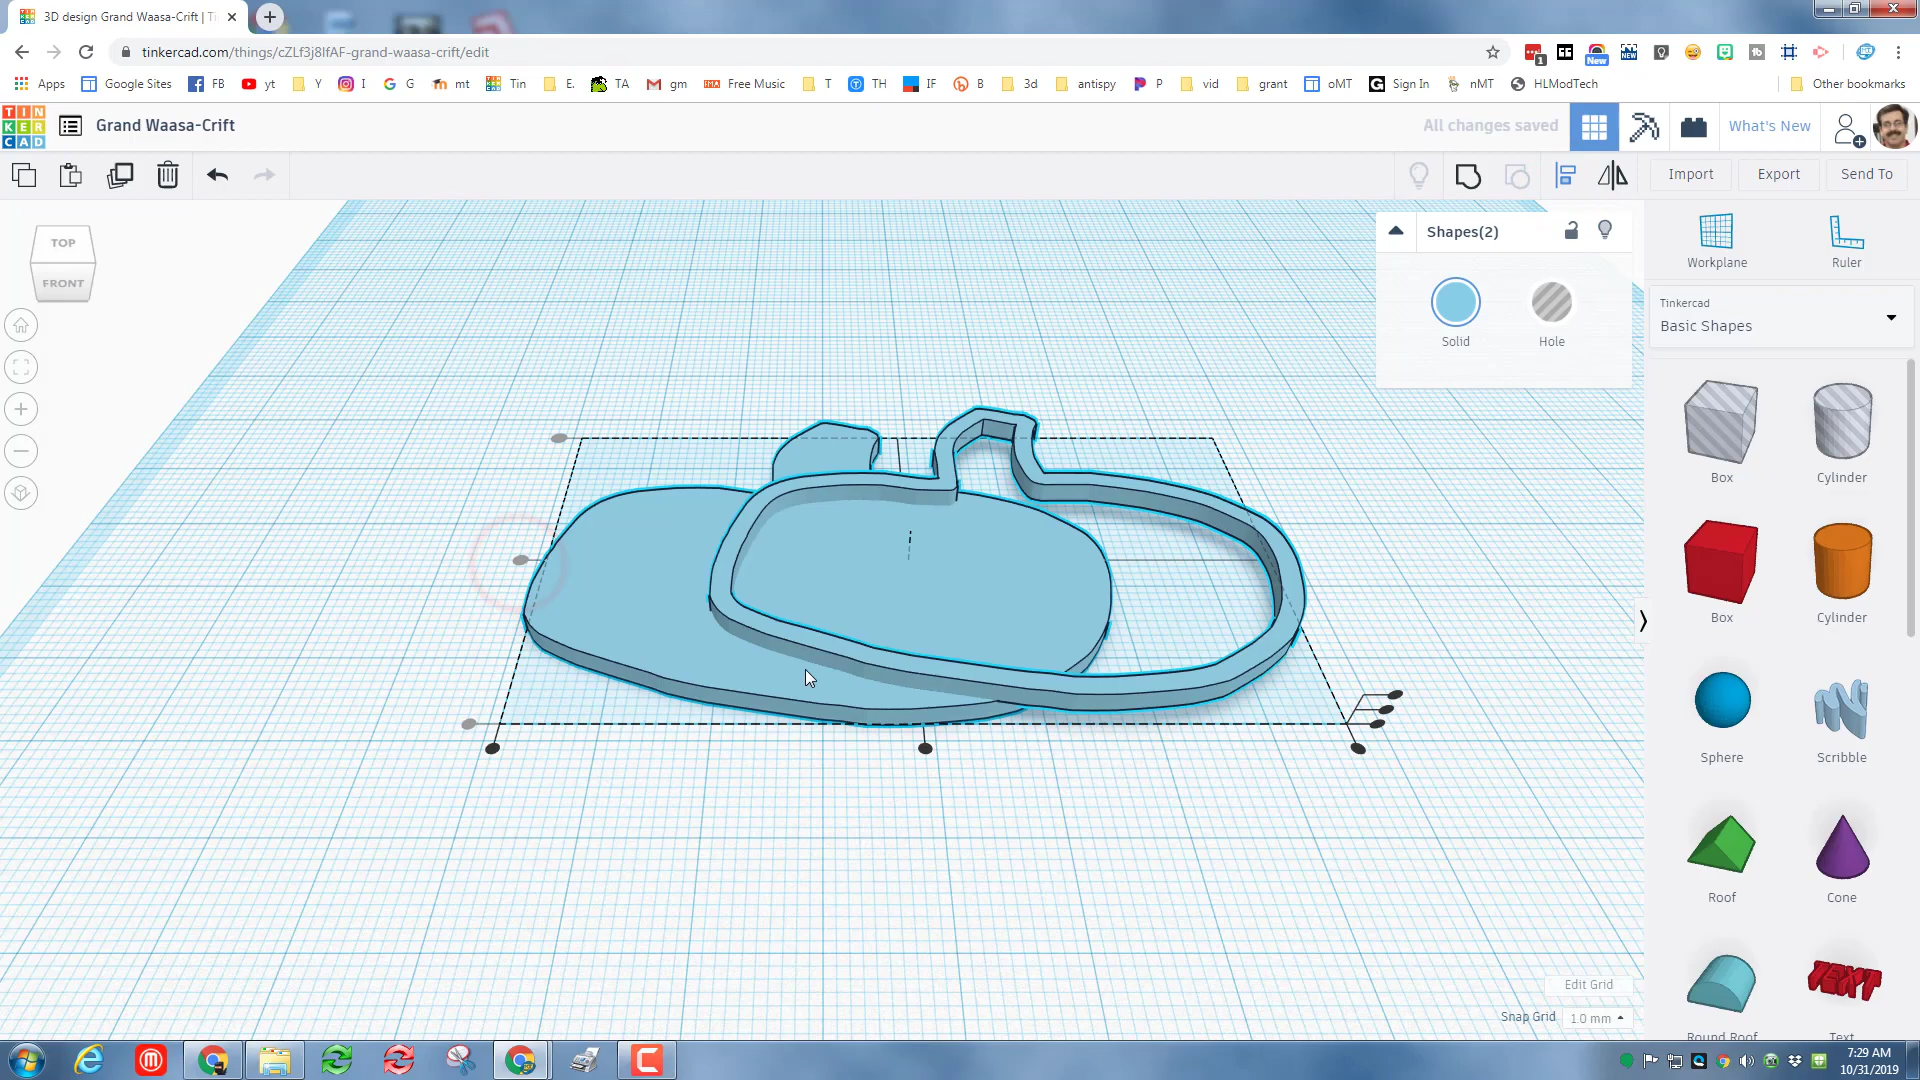 3D design Grand Waasa-Crift | Ti
tinkercad.com/things/cZLf3j8lfAF-grand-waasa-crift/edit
1
New
NEW
Apps
Google Sites
FB
yt
Y
I
G
mt
Tin
E.
TA
gm
Free Music
T
TH
IF
B
3d
antispy
P
vid
grant
oMT
Sign In
nMT
HLModTech
Other bookmarks
TIN
KER
CAD
Grand Waasa-Crift
All changes saved
What's New
Import
Export
Send To
TOP
FRONT
Shapes(2)
Solid
Hole
Workplane
Ruler
Tinkercad
Basic Shapes
Box
Cylinder
Box
Cylinder
Sphere
Scribble
Roof
Cone
TEXT
Round Roof
Text
Edit Grid
Snap Grid
1.0 mm
7:29 AM
10/31/2019